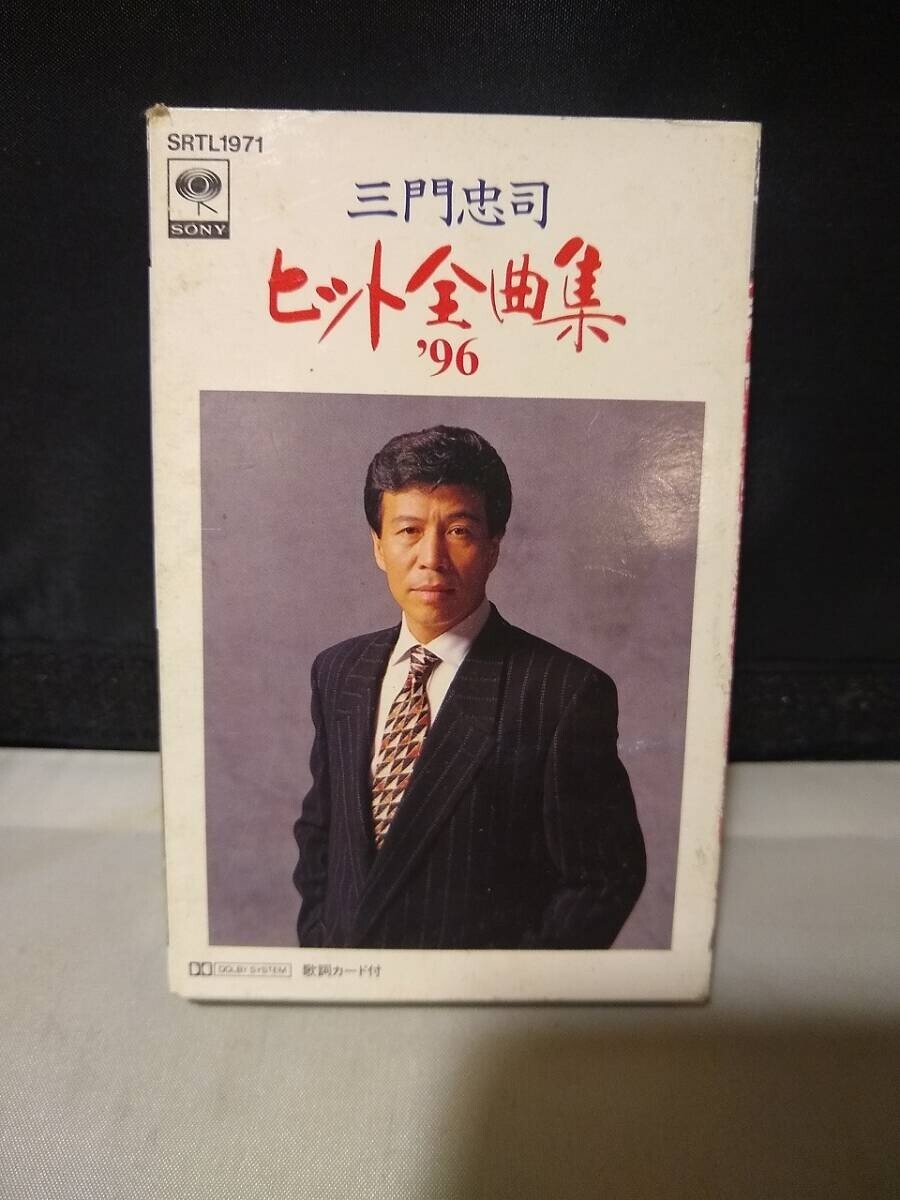 SRTL1971
SONY
三門忠司
ヒット全曲集
'96
DOLBY SYSTEM 歌詞カード付